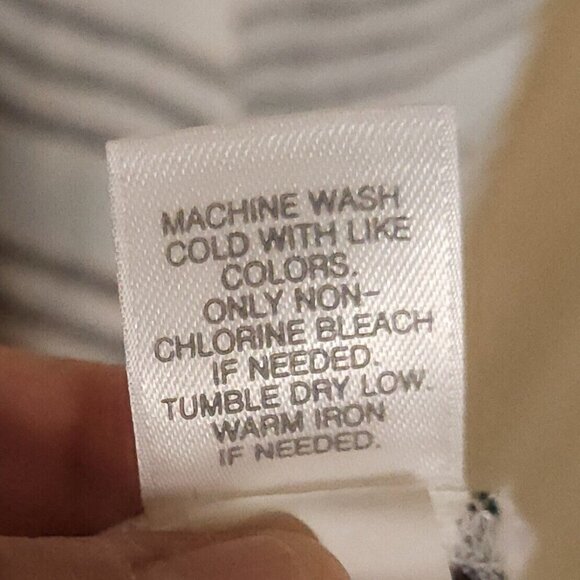 MACHINE WASH
COLD WITH LIKE
COLORS.
ONLY NON-
CHLORINE BLEACH
IF NEEDED.
TUMBLE DRY LOW.
WARM IRON
IF NEEDED.